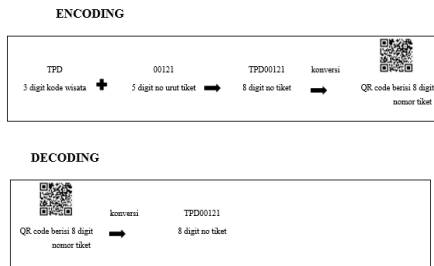 ENCODING
TPD 00121 TPD00121 konversi
3 digit kode wisata 5 digit no urut tiket 8 digit no tiket QR code berisi 8 digit
nomor tiket
DECODING
konversi TPD00121
QR code berisi 8 digit 8 digit no tiket
nomor tiket